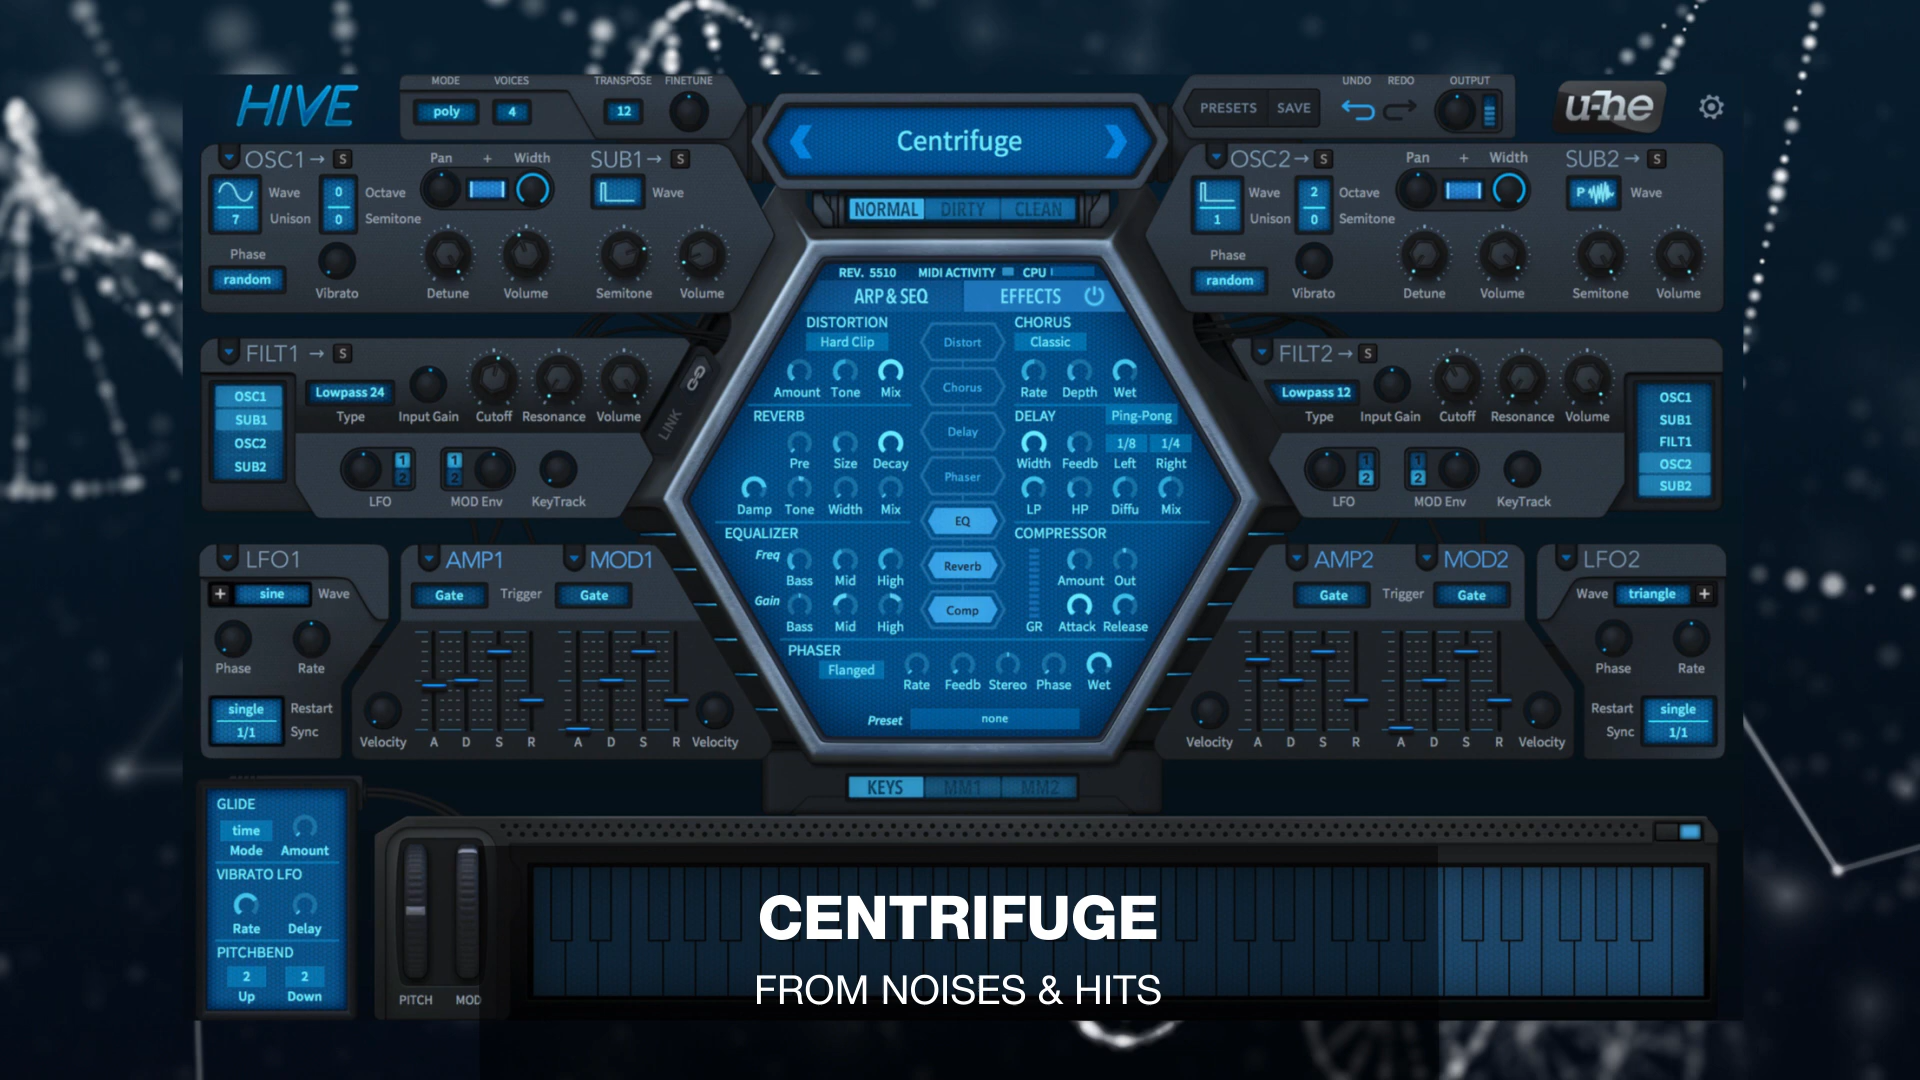 HIVE
MODE VOICES TRANSPOSE FINETUNE
poly 4 12
Centrifuge
PRESETS SAVE
UNDO REDO OUTPUT
u-he
NORMAL DIRTY CLEAN
OSC1 → S
Pan + Width
SUB1 → S
Wave 0 Octave Wave
7 Unison 0 Semitone
Phase
random
Vibrato Detune Volume Semitone Volume
OSC2 → S
Pan + Width
SUB2 → S
Wave 2 Octave P Wave
1 Unison 0 Semitone
Phase
random
Vibrato Detune Volume Semitone Volume
FILT1 → S
OSC1
SUB1
OSC2
SUB2
Lowpass 24
Type Input Gain Cutoff Resonance Volume
LINK
1 2 1 2
LFO MOD Env KeyTrack
REV. 5510 MIDI ACTIVITY CPU
ARP & SEQ EFFECTS
DISTORTION
Hard Clip
Amount Tone Mix
REVERB
Pre Size Decay
Damp Tone Width Mix
EQUALIZER
Freq
Bass Mid High
Gain
Bass Mid High
Distort
Chorus
Delay
Phaser
EQ
Reverb
Comp
CHORUS
Classic
Rate Depth Wet
DELAY Ping-Pong
1/8 1/4
Width Feedb Left Right
LP HP Diffu Mix
COMPRESSOR
Amount Out
GR Attack Release
PHASER
Flanged
Rate Feedb Stereo Phase Wet
Preset none
FILT2 → S
Lowpass 12
Type Input Gain Cutoff Resonance Volume
1 2 1 2
LFO MOD Env KeyTrack
OSC1
SUB1
FILT1
OSC2
SUB2
LFO1
+ sine Wave
Phase Rate
single Restart
1/1 Sync
AMP1 MOD1
Gate Trigger Gate
Velocity A D S R A D S R Velocity
AMP2 MOD2
Gate Trigger Gate
Velocity A D S R A D S R Velocity
LFO2
Wave triangle +
Phase Rate
Restart single
Sync 1/1
KEYS MM1 MM2
GLIDE
time
Mode Amount
VIBRATO LFO
Rate Delay
PITCHBEND
2 2
Up Down
PITCH MOD
CENTRIFUGE
FROM NOISES & HITS